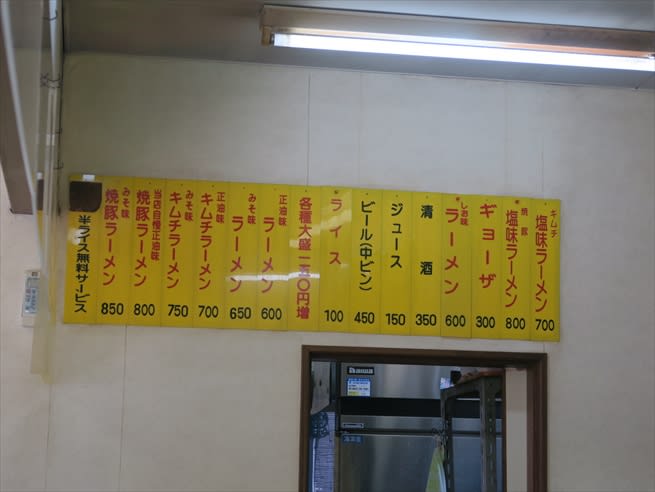 キムチ
塩味ラーメン
700
焼豚
塩味ラーメン
800
ギョーザ
300
しお味
ラーメン
600
清酒
350
ジュース
150
ビール(中ビン)
450
ライス
100
各種大盛一五〇円増
正油味
ラーメン
600
みそ味
ラーメン
650
正油味
キムチラーメン
700
みそ味
キムチラーメン
750
当店自慢正油味
焼豚ラーメン
800
みそ味
焼豚ラーメン
850
半ライス無料サービス